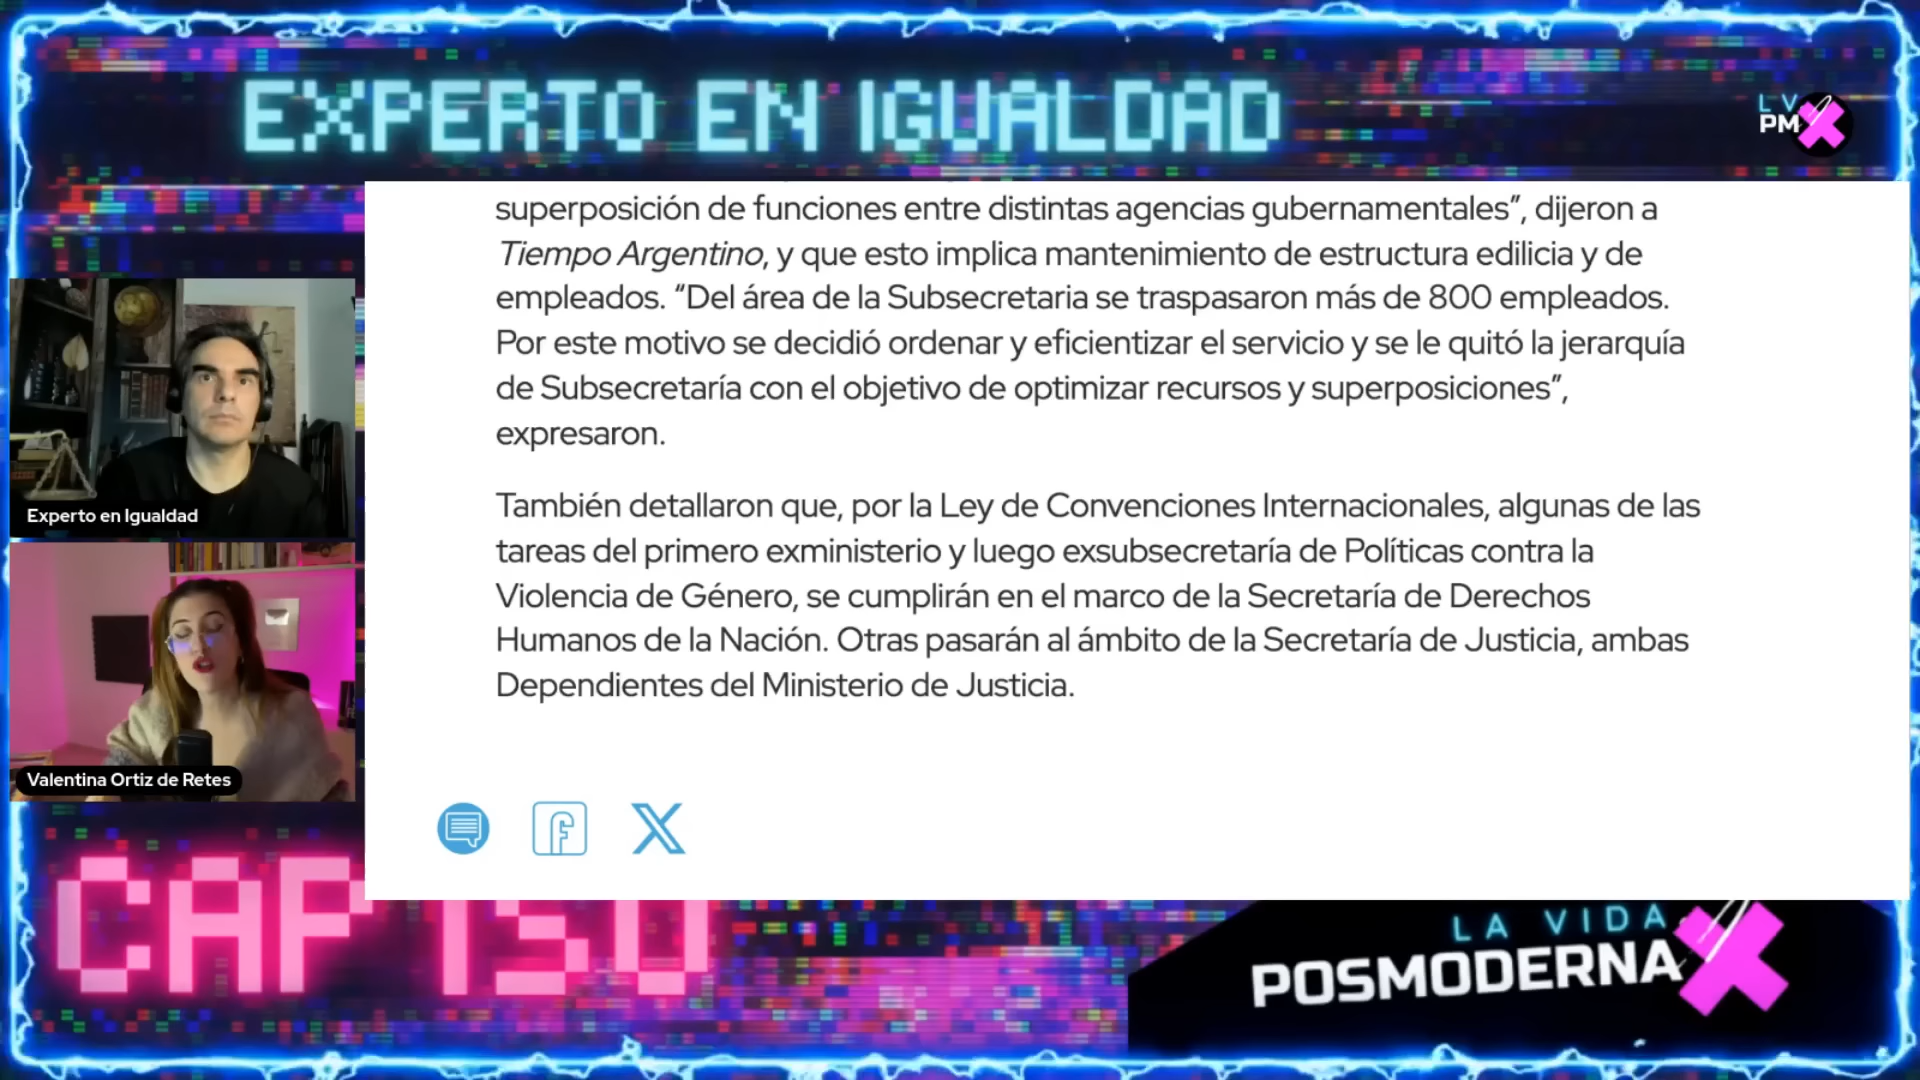 EXPERTO EN IGUALDAD
L V
PM
superposición de funciones entre distintas agencias gubernamentales”, dijeron a
Tiempo Argentino, y que esto implica mantenimiento de estructura edilicia y de
empleados. “Del área de la Subsecretaria se traspasaron más de 800 empleados.
Por este motivo se decidió ordenar y eficientizar el servicio y se le quitó la jerarquía
de Subsecretaría con el objetivo de optimizar recursos y superposiciones”,
expresaron.
También detallaron que, por la Ley de Convenciones Internacionales, algunas de las
tareas del primero exministerio y luego exsubsecretaría de Políticas contra la
Violencia de Género, se cumplirán en el marco de la Secretaría de Derechos
Humanos de la Nación. Otras pasarán al ámbito de la Secretaría de Justicia, ambas
Dependientes del Ministerio de Justicia.
Experto en Igualdad
Valentina Ortiz de Retes
CAP 150
LA VIDA
POSMODERNA